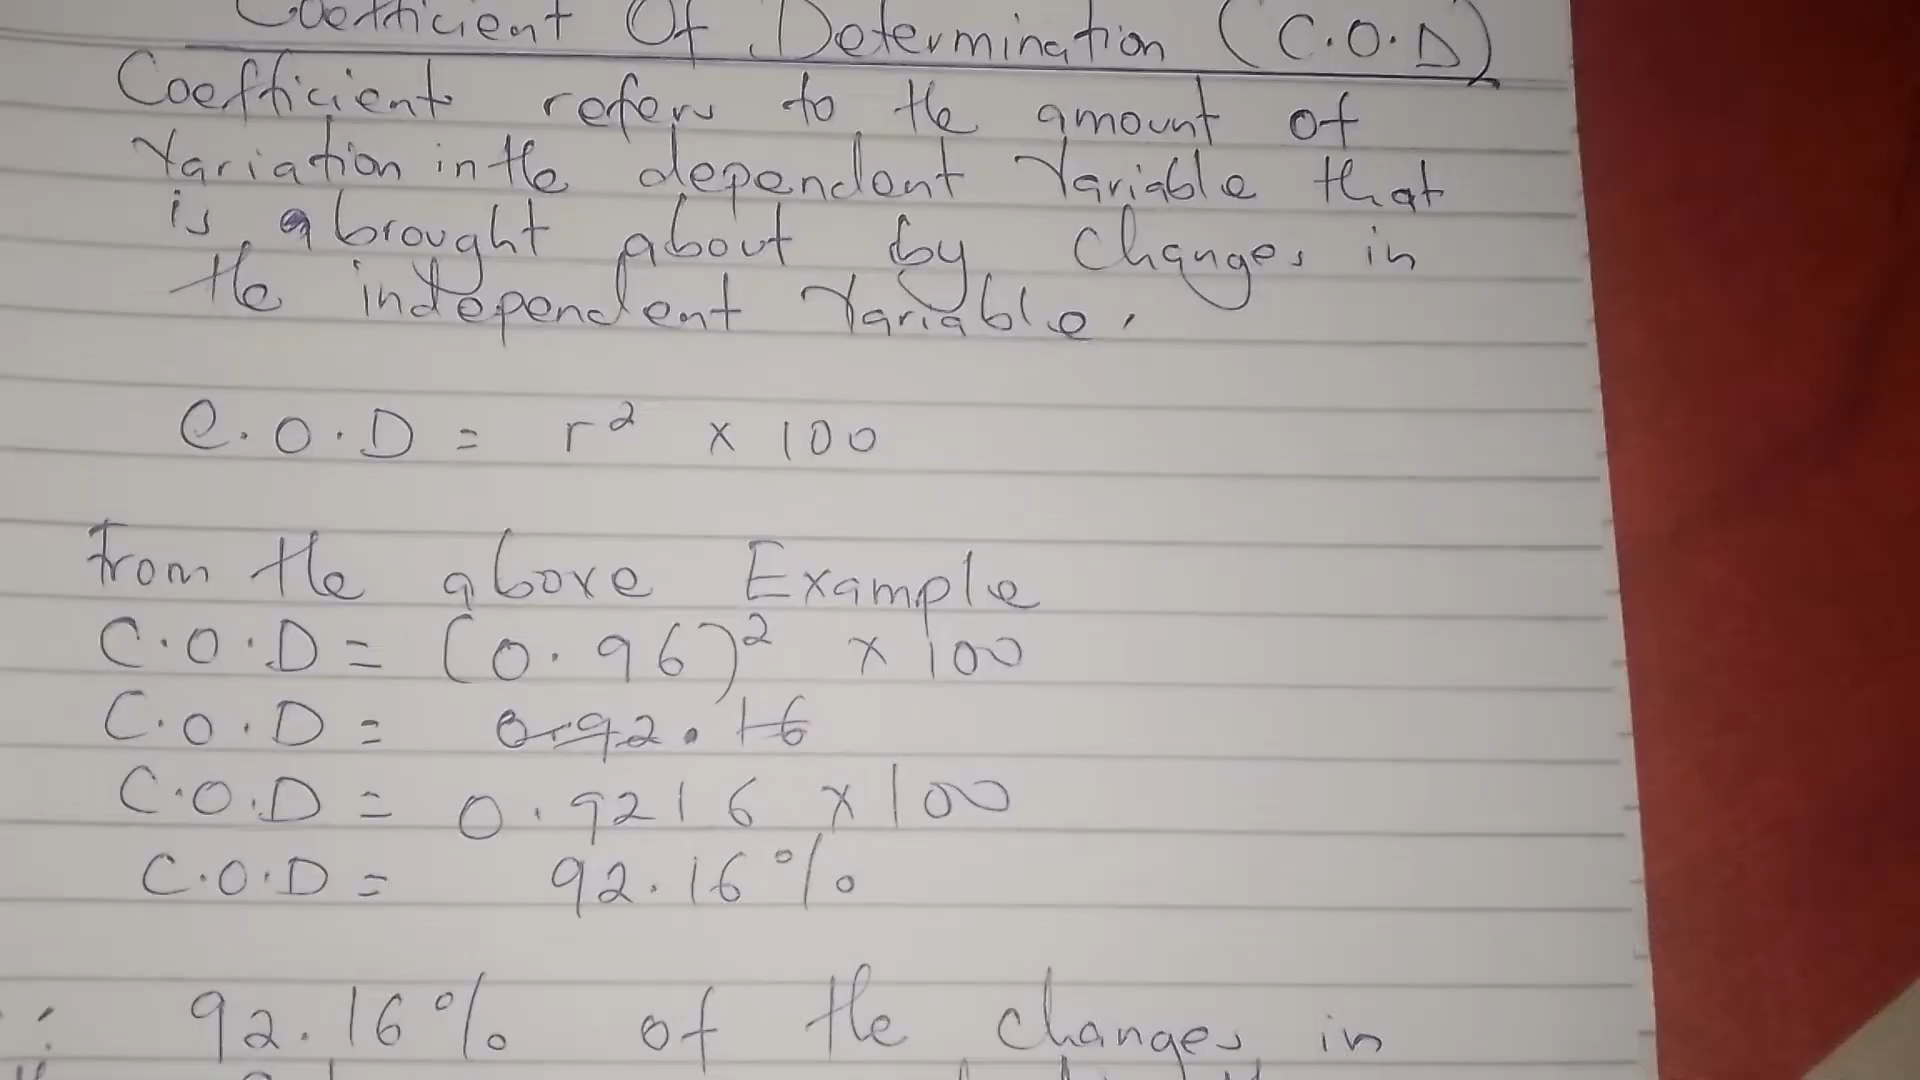 Coefficient Of Determination (C.O.D)
Coefficient refers to the amount of
Variation in the dependent Variable that
is brought about by Changes in
the independent Variable.
C.O.D = r² × 100
From the above Example
C.O.D = (0.96)² × 100
C.O.D = 0.92.16
C.O.D = 0.9216 × 100
C.O.D = 92.16%
∴ 92.16% of the changes in